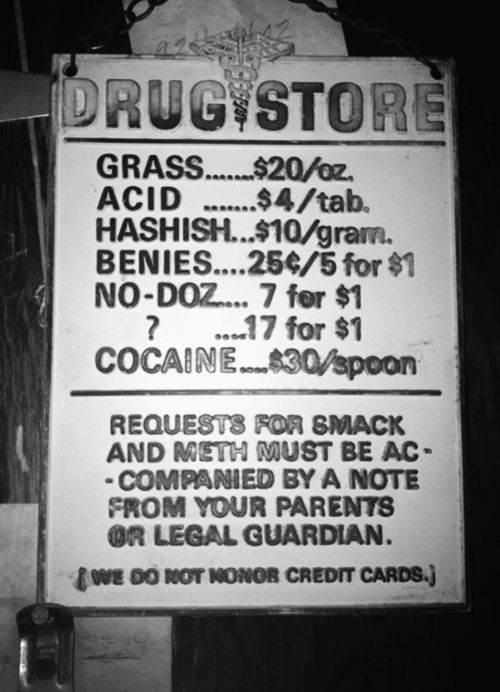 DRUG STORE
GRASS.......$20/oz.
ACID .......$4/tab.
HASHISH...$10/gram.
BENIES....25¢/5 for $1
NO-DOZ.... 7 for $1
? ....17 for $1
COCAINE....$30/spoon
REQUESTS FOR SMACK
AND METH MUST BE AC-
-COMPANIED BY A NOTE
FROM YOUR PARENTS
OR LEGAL GUARDIAN.
(WE DO NOT HONOR CREDIT CARDS.)